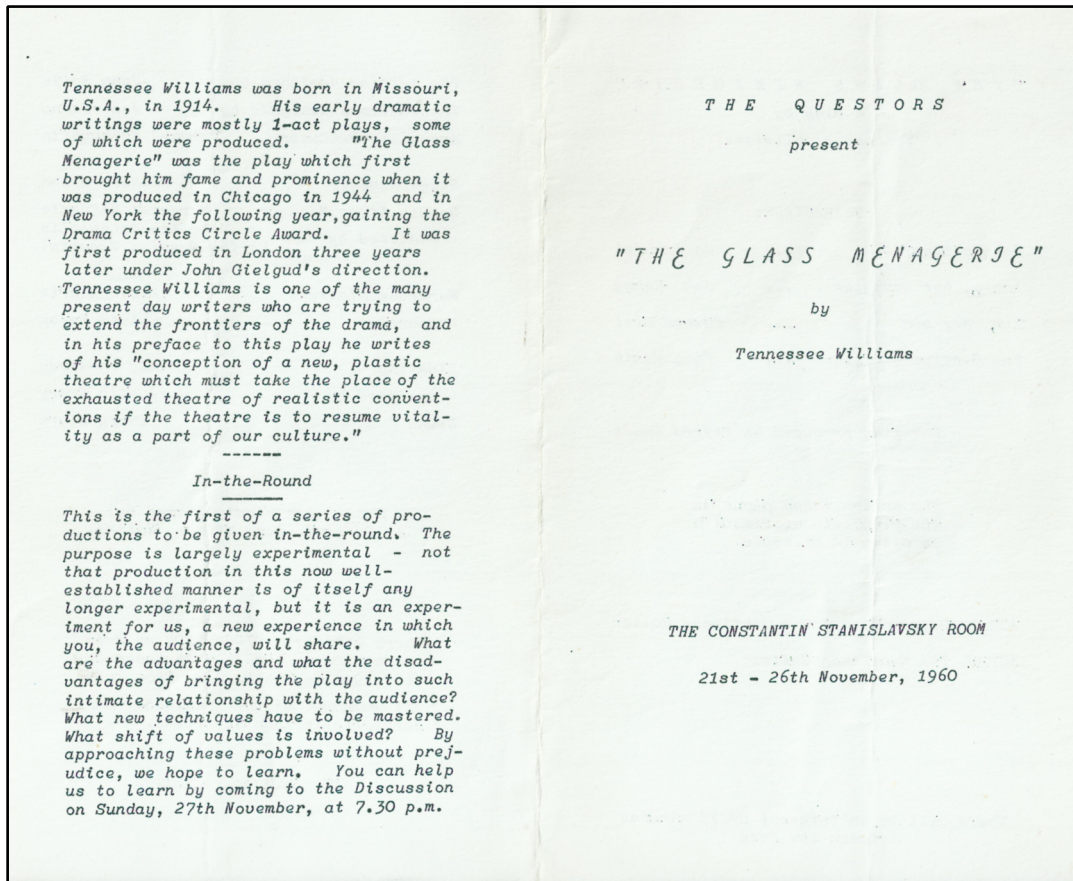 Tennessee Williams was born in Missouri,
U.S.A., in 1914. His early dramatic
writings were mostly 1-act plays, some
of which were produced. "The Glass
Menagerie" was the play which first
brought him fame and prominence when it
was produced in Chicago in 1944 and in
New York the following year, gaining the
Drama Critics Circle Award. It was
first produced in London three years
later under John Gielgud's direction.
Tennessee Williams is one of the many
present day writers who are trying to
extend the frontiers of the drama, and
in his preface to this play he writes
of his "conception of a new, plastic
theatre which must take the place of the
exhausted theatre of realistic convent-
ions if the theatre is to resume vital-
ity as a part of our culture."
------
In-the-Round
This is the first of a series of pro-
ductions to be given in-the-round. The
purpose is largely experimental - not
that production in this now well-
established manner is of itself any
longer experimental, but it is an exper-
iment for us, a new experience in which
you, the audience, will share. What
are the advantages and what the disad-
vantages of bringing the play into such
intimate relationship with the audience?
What new techniques have to be mastered.
What shift of values is involved? By
approaching these problems without prej-
udice, we hope to learn. You can help
us to learn by coming to the Discussion
on Sunday, 27th November, at 7.30 p.m.
THE QUESTORS
present
"THE GLASS MENAGERIE"
by
Tennessee Williams
THE CONSTANTIN STANISLAVSKY ROOM
21st - 26th November, 1960